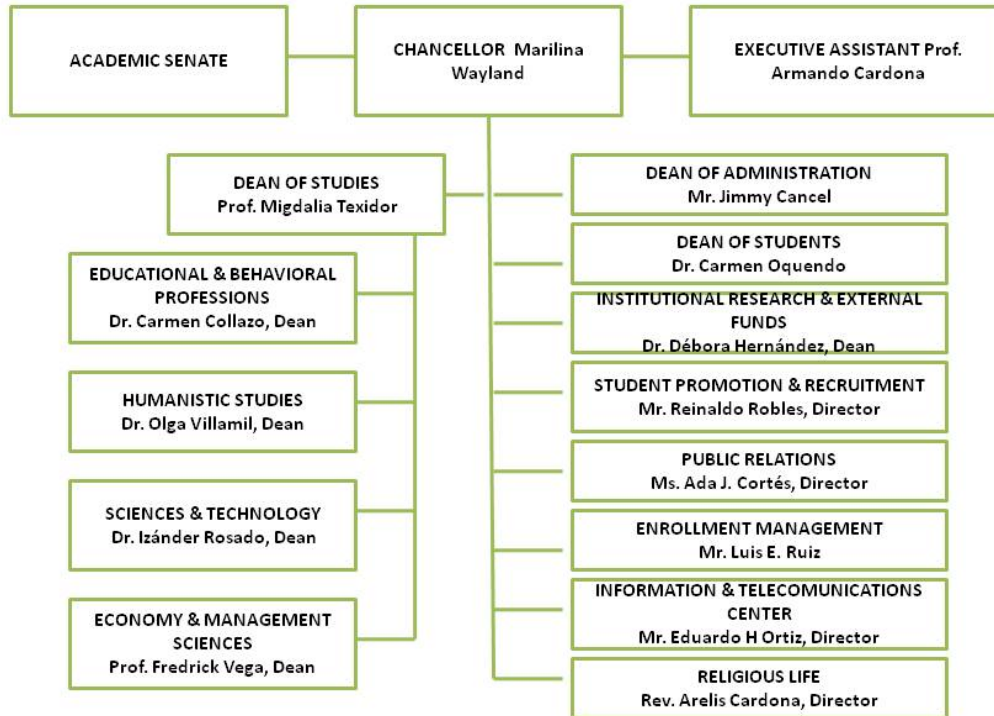 ACADEMIC SENATE
CHANCELLOR Marilina
Wayland
EXECUTIVE ASSISTANT Prof.
Armando Cardona
DEAN OF STUDIES
Prof. Migdalia Texidor
EDUCATIONAL & BEHAVIORAL
PROFESSIONS
Dr. Carmen Collazo, Dean
HUMANISTIC STUDIES
Dr. Olga Villamil, Dean
SCIENCES & TECHNOLOGY
Dr. Izánder Rosado, Dean
ECONOMY & MANAGEMENT
SCIENCES
Prof. Fredrick Vega, Dean
DEAN OF ADMINISTRATION
Mr. Jimmy Cancel
DEAN OF STUDENTS
Dr. Carmen Oquendo
INSTITUTIONAL RESEARCH & EXTERNAL
FUNDS
Dr. Débora Hernández, Dean
STUDENT PROMOTION & RECRUITMENT
Mr. Reinaldo Robles, Director
PUBLIC RELATIONS
Ms. Ada J. Cortés, Director
ENROLLMENT MANAGEMENT
Mr. Luis E. Ruiz
INFORMATION & TELECOMUNICATIONS
CENTER
Mr. Eduardo H Ortiz, Director
RELIGIOUS LIFE
Rev. Arelis Cardona, Director